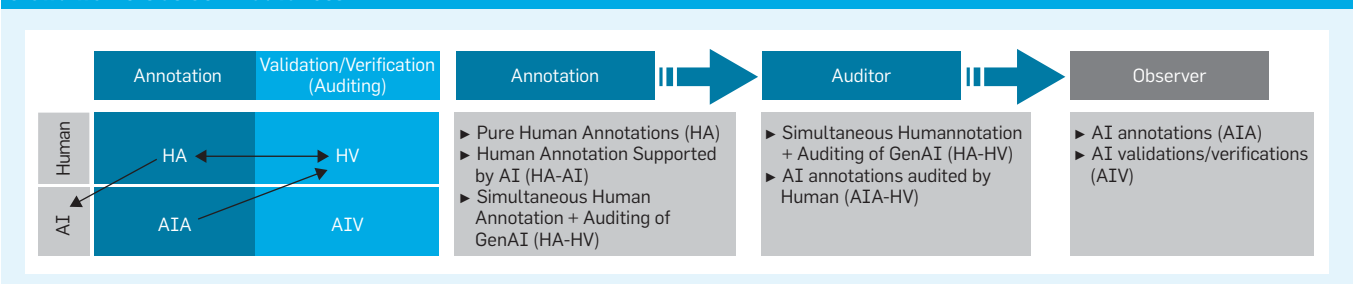 Annotation
Validation/Verification
(Auditing)
Human
HA
HV
AI
AIA
AIV
Annotation
► Pure Human Annotations (HA)
► Human Annotation Supported
by AI (HA-AI)
► Simultaneous Human
Annotation + Auditing of
GenAI (HA-HV)
Auditor
► Simultaneous Humannotation
+ Auditing of GenAI (HA-HV)
► AI annotations audited by
Human (AIA-HV)
Observer
► AI annotations (AIA)
► AI validations/verifications
(AIV)